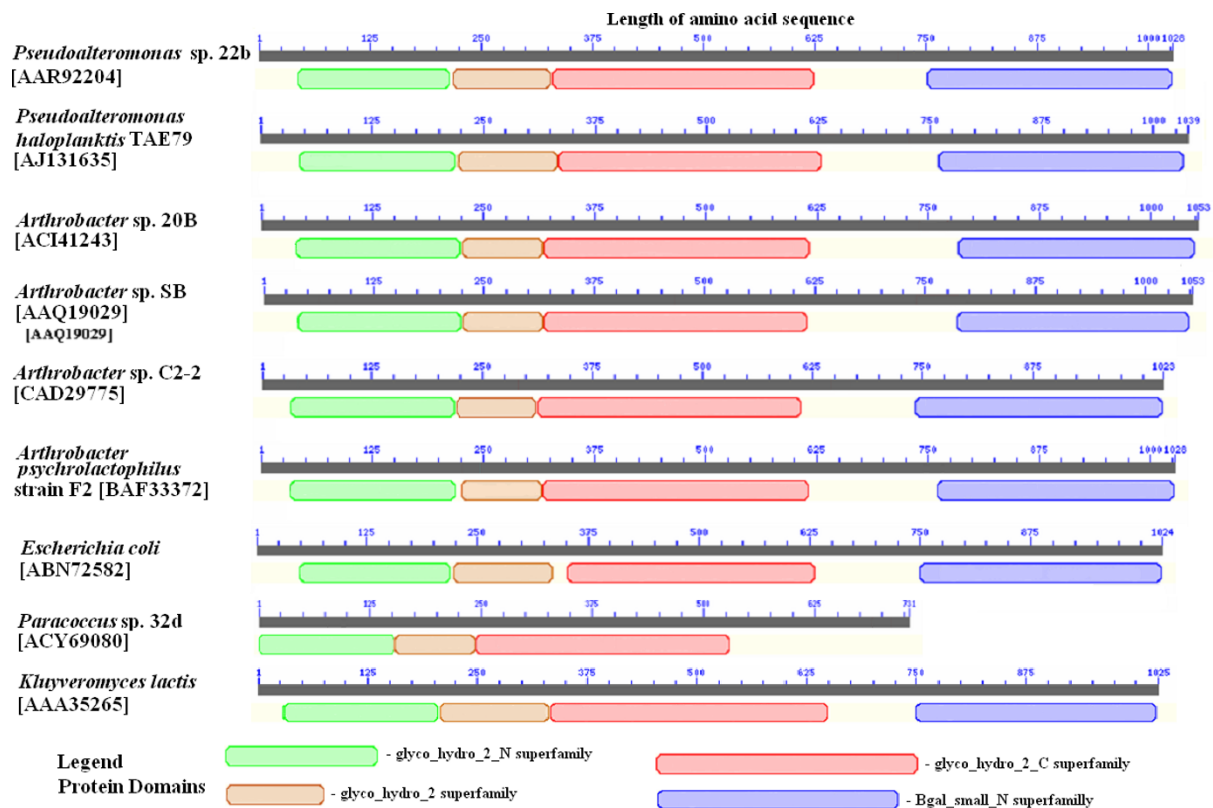 Length of amino acid sequence
1 125 250 375 500 625 750 875 1000 1028
Pseudoalteromonas sp. 22b
[AAR92204]
Pseudoalteromonas
haloplanktis TAE79
[AJ131635]
1 125 250 375 500 625 750 875 1000 1039
Arthrobacter sp. 20B
[ACI41243]
1 125 250 375 500 625 750 875 1000 1053
Arthrobacter sp. SB
[AAQ19029]
[AAQ19029]
1 125 250 375 500 625 750 875 1000 1053
Arthrobacter sp. C2-2
[CAD29775]
1 125 250 375 500 625 750 875 1023
Arthrobacter
psychrolactophilus
strain F2 [BAF33372]
1 125 250 375 500 625 750 875 1000 1028
Escherichia coli
[ABN72582]
1 125 250 375 500 625 750 875 1024
Paracoccus sp. 32d
[ACY69080]
1 125 250 375 500 731
Kluyveromyces lactis
[AAA35265]
1 125 250 375 500 625 750 875 1025
Legend
Protein Domains
- glyco_hydro_2_N superfamily
- glyco_hydro_2_C superfamily
- glyco_hydro_2 superfamily
- Bgal_small_N superfamilly